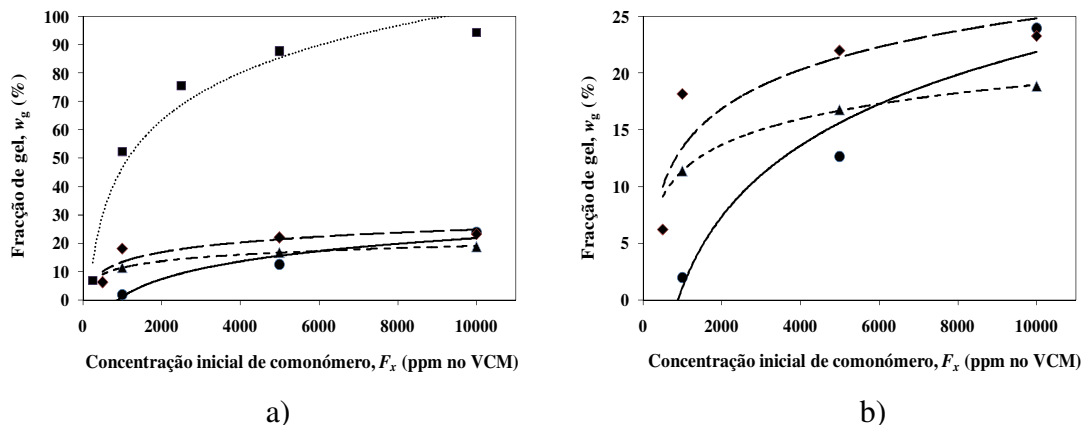 100
90
80
70
60
50
40
30
20
10
0
Fracção de gel, wg (%)
0 2000 4000 6000 8000 10000
Concentração inicial de comonómero, Fx (ppm no VCM)
a)
25
20
15
10
5
0
Fracção de gel, wg (%)
0 2000 4000 6000 8000 10000
Concentração inicial de comonómero, Fx (ppm no VCM)
b)